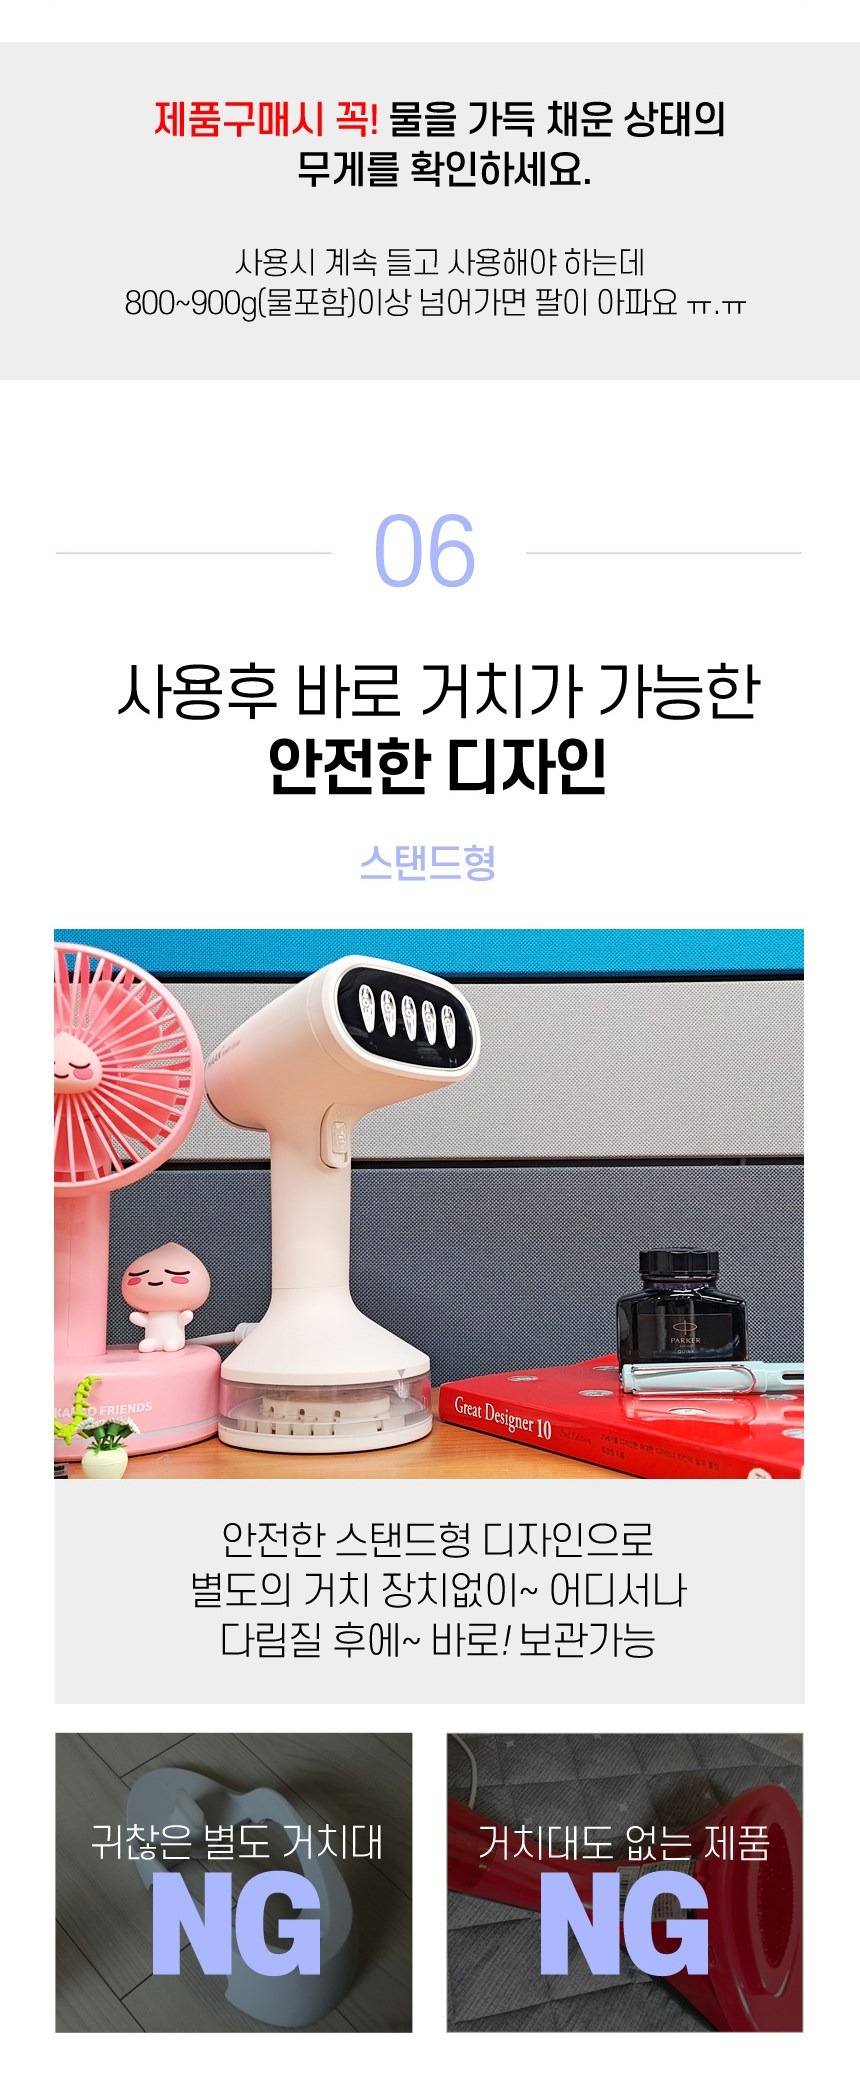 제품구매시 꼭! 물을 가득 채운 상태의
무게를 확인하세요.
사용시 계속 들고 사용해야 하는데
800~900g(물포함)이상 넘어가면 팔이 아파요 ㅠ.ㅠ
06
사용후 바로 거치가 가능한
안전한 디자인
스탠드형
PARKER
QUINK
KAKAO FRIENDS
Great Designer 10
2nd Edition
안전한 스탠드형 디자인으로
별도의 거치 장치없이~ 어디서나
다림질 후에~ 바로! 보관가능
귀찮은 별도 거치대
NG
거치대도 없는 제품
NG